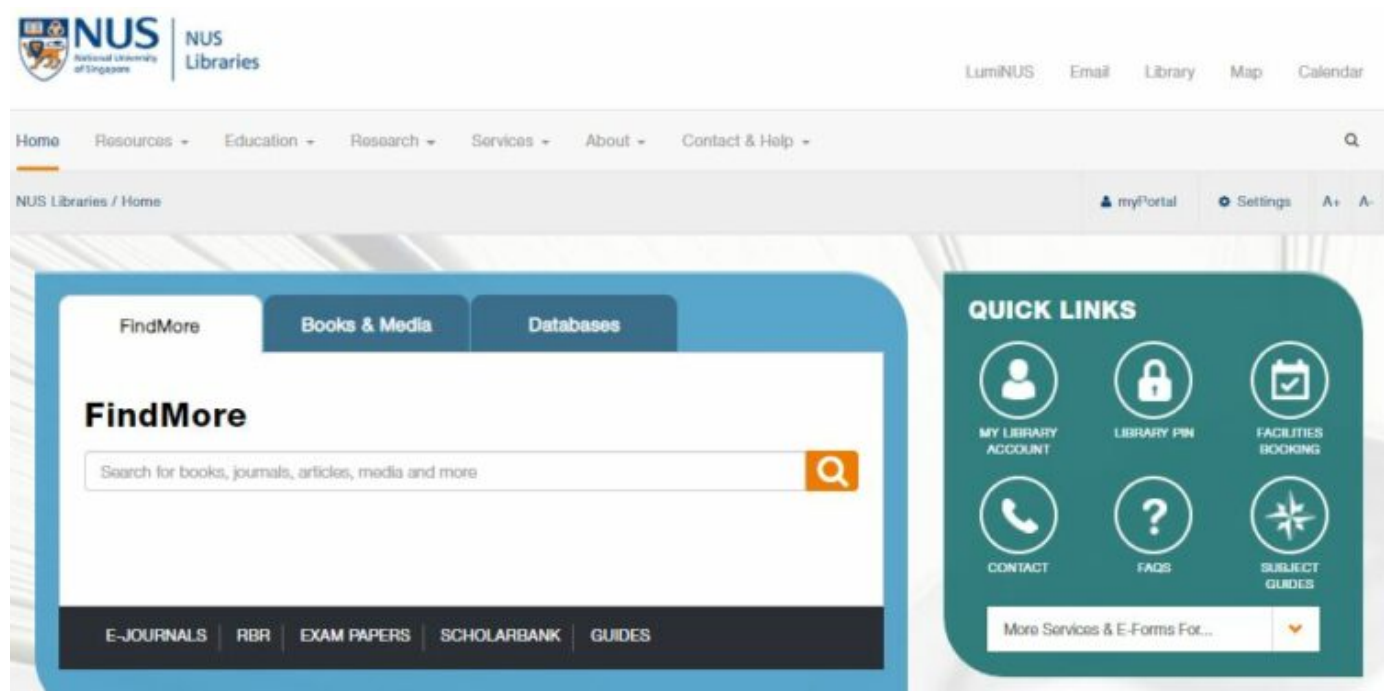 NUS
National University
of Singapore
NUS
Libraries
LumiNUS Email Library Map Calendar
Home Resources Education Research Services About Contact & Help
NUS Libraries / Home
myPortal Settings A+ A-
FindMore Books & Media Databases
FindMore
Search for books, journals, articles, media and more
E-JOURNALS RBR EXAM PAPERS SCHOLARBANK GUIDES
QUICK LINKS
MY LIBRARY
ACCOUNT
LIBRARY PIN
FACILITIES
BOOKING
CONTACT
FAQS
SUBJECT
GUIDES
More Services & E-Forms For...